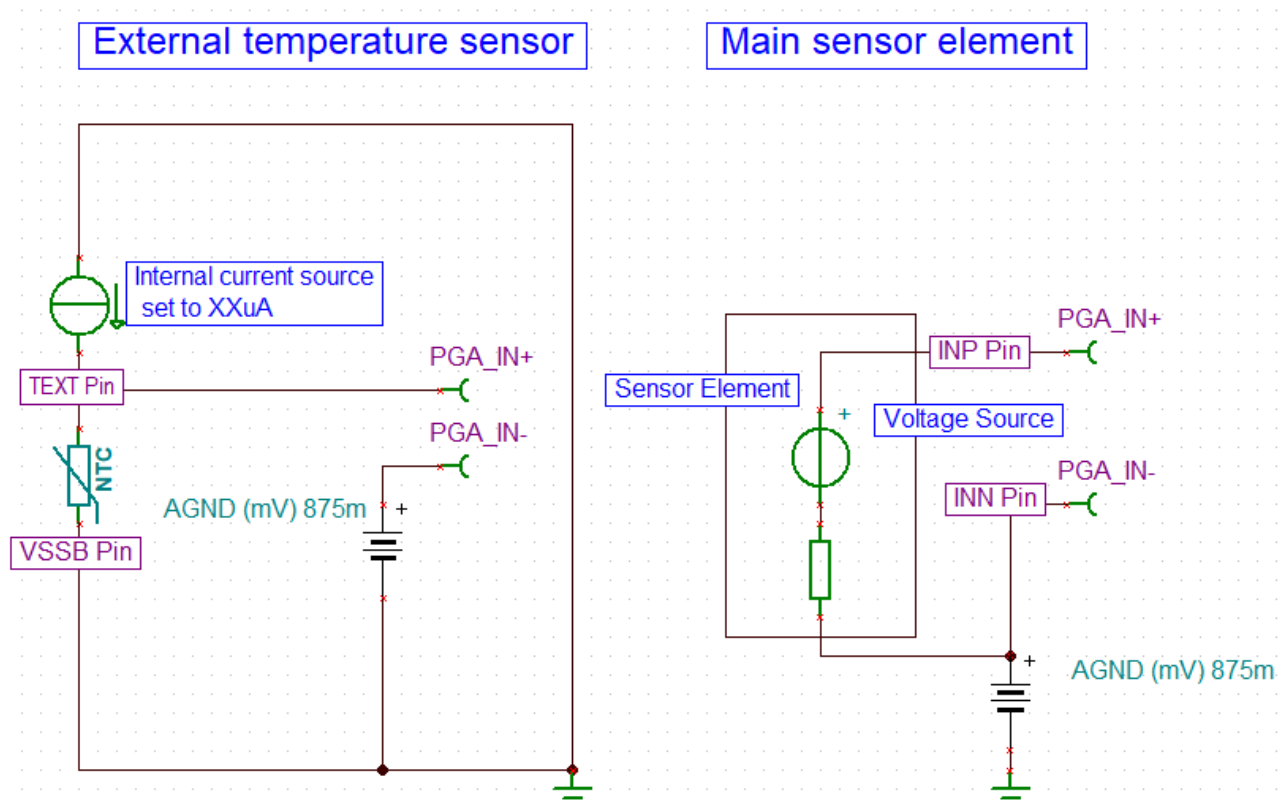 External temperature sensor
Main sensor element
Internal current source
set to XXuA
PGA_IN+
TEXT Pin
PGA_IN-
NTC
AGND (mV) 875m
+
VSSB Pin
PGA_IN+
INP Pin
Sensor Element
+
Voltage Source
PGA_IN-
INN Pin
+
AGND (mV) 875m